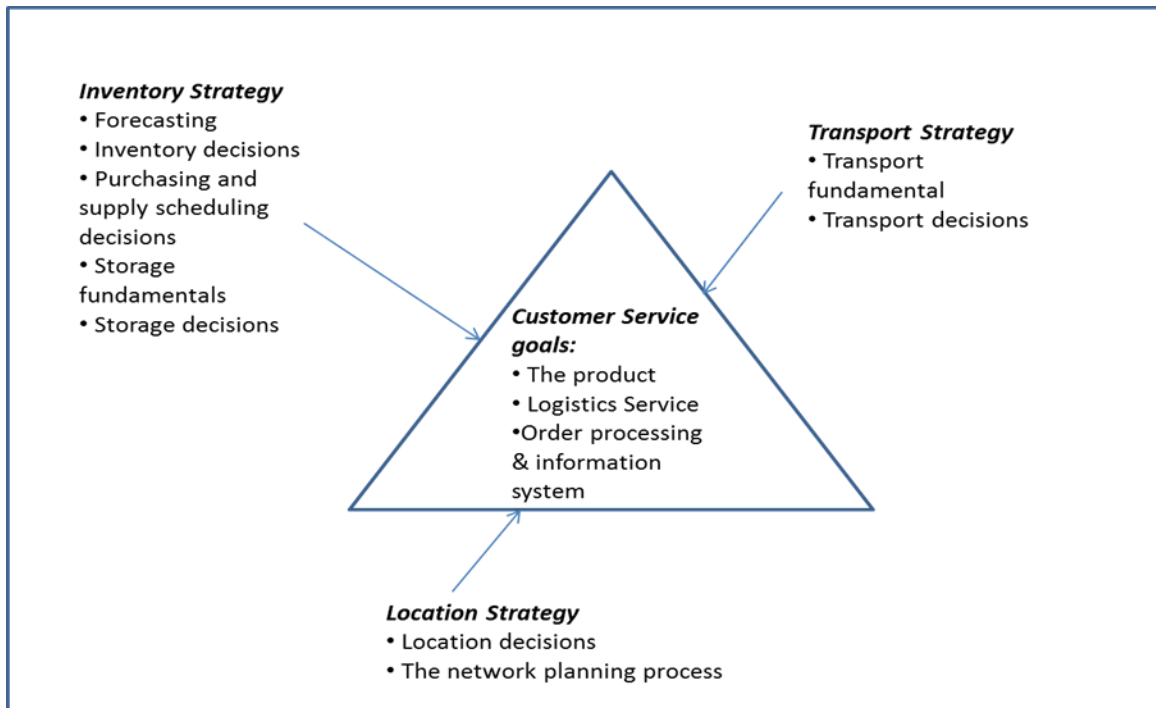 Inventory Strategy
• Forecasting
• Inventory decisions
• Purchasing and
supply scheduling
decisions
• Storage
fundamentals
• Storage decisions
Transport Strategy
• Transport
fundamental
• Transport decisions
Customer Service
goals:
• The product
• Logistics Service
•Order processing
& information
system
Location Strategy
• Location decisions
• The network planning process